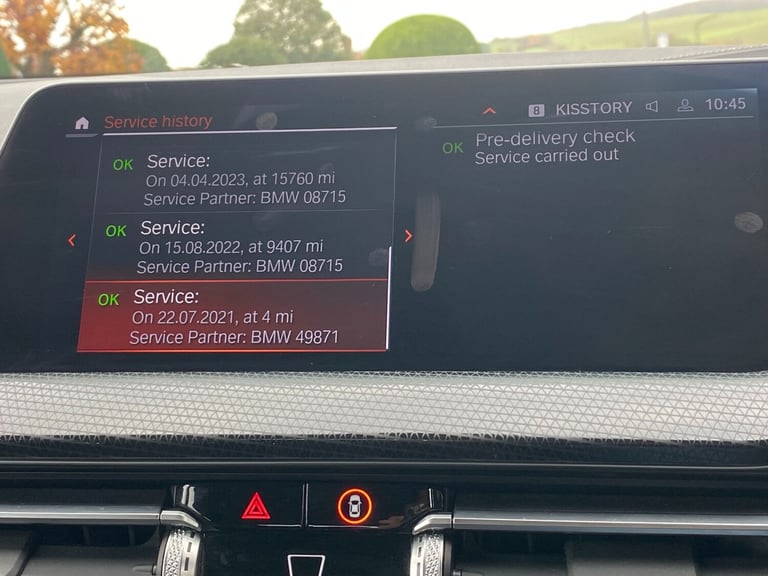 Service history
8 KISSTORY 10:45
OK Service:
On 04.04.2023, at 15760 mi
Service Partner: BMW 08715
OK Service:
On 15.08.2022, at 9407 mi
Service Partner: BMW 08715
OK Service:
On 22.07.2021, at 4 mi
Service Partner: BMW 49871
OK Pre-delivery check
Service carried out